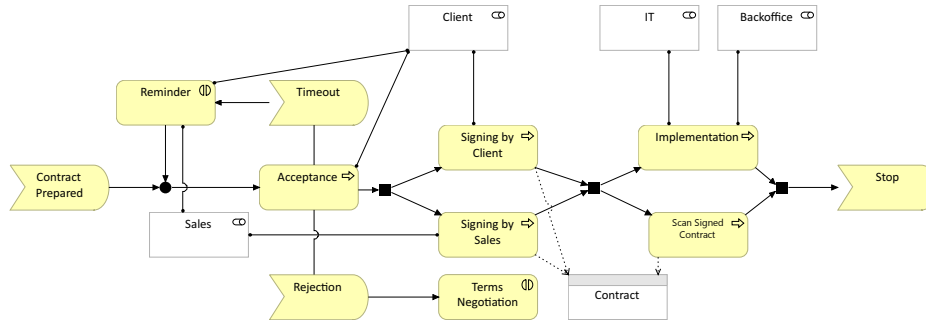 Client
IT
Backoffice
Reminder
Timeout
Signing by
Client
Implementation
Contract
Prepared
Acceptance
Stop
Sales
Signing by
Sales
Scan Signed
Contract
Rejection
Terms
Negotiation
Contract